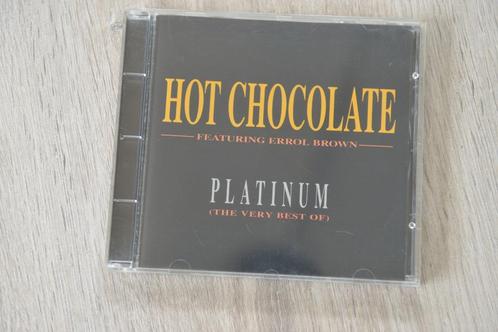 HOT CHOCOLATE
FEATURING ERROL BROWN
PLATINUM
(THE VERY BEST OF)